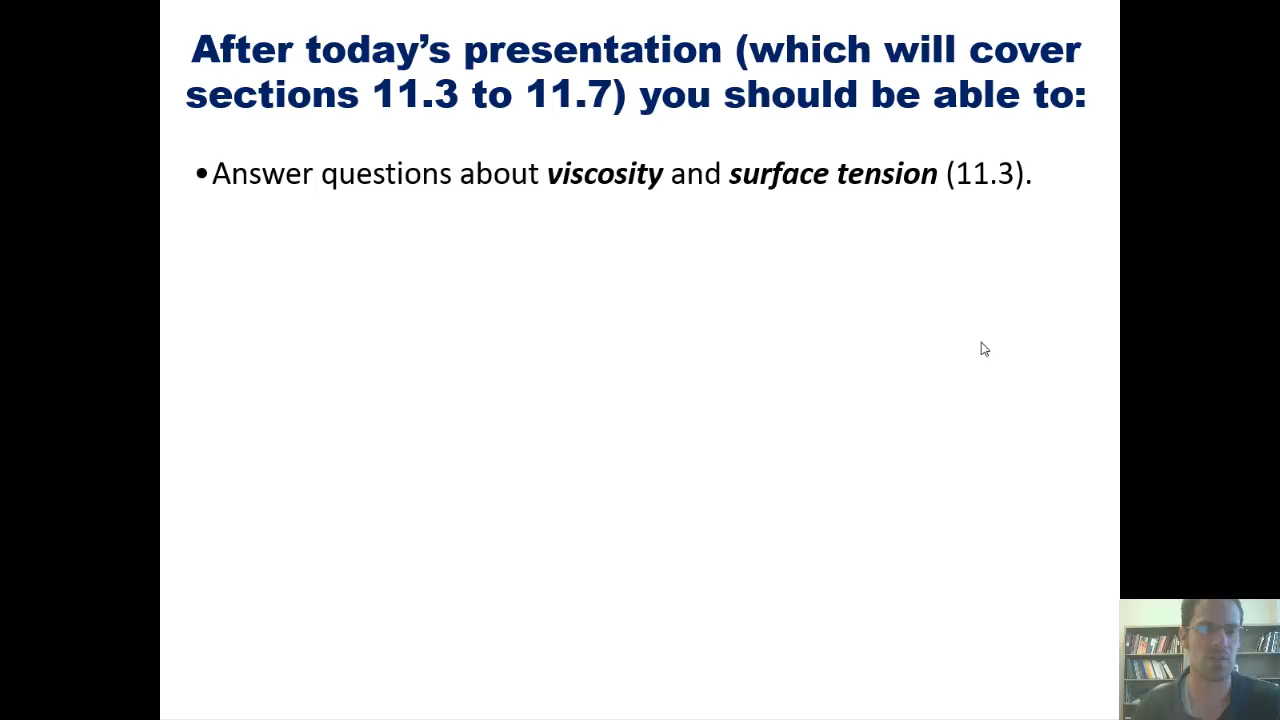 After today’s presentation (which will cover
sections 11.3 to 11.7) you should be able to:
•Answer questions about viscosity and surface tension (11.3).